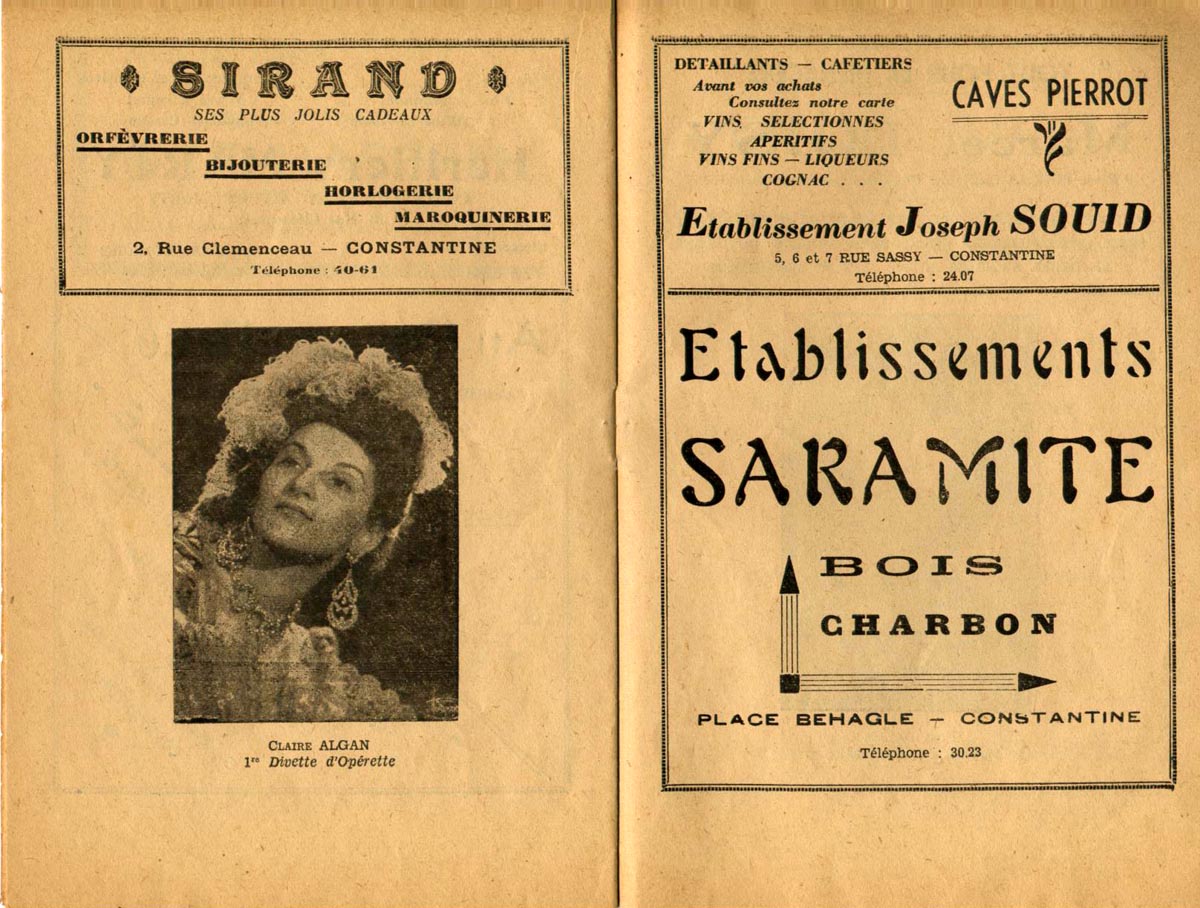 SIRAND
SES PLUS JOLIS CADEAUX
ORFÈVRERIE
BIJOUTERIE
HORLOGERIE
MAROQUINERIE
2, Rue Clemenceau — CONSTANTINE
Téléphone : 40-61
CLAIRE ALGAN
1re Divette d'Opérette
DETAILLANTS — CAFETIERS
Avant vos achats
Consultez notre carte
VINS SELECTIONNES
APERITIFS
VINS FINS — LIQUEURS
COGNAC . . .
CAVES PIERROT
Etablissement Joseph SOUID
5, 6 et 7 RUE SASSY — CONSTANTINE
Téléphone : 24.07
Etablissements
SARAMITE
BOIS
CHARBON
PLACE BEHAGLE — CONSTANTINE
Téléphone : 30.23